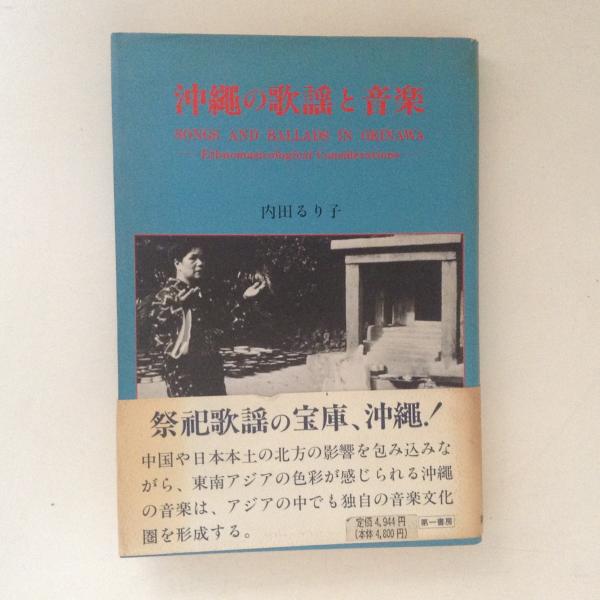 沖縄の歌謡と音楽
SONGS AND BALLADS IN OKINAWA
Ethnomusicological Considerations
内田るり子
祭祀歌謡の宝庫、沖縄！
中国や日本本土の北方の影響を包み込みな
がら、東南アジアの色彩が感じられる沖縄
の音楽は、アジアの中でも独自の音楽文化
圏を形成する。
定価4,944円
(本体4,800円)
第一書房